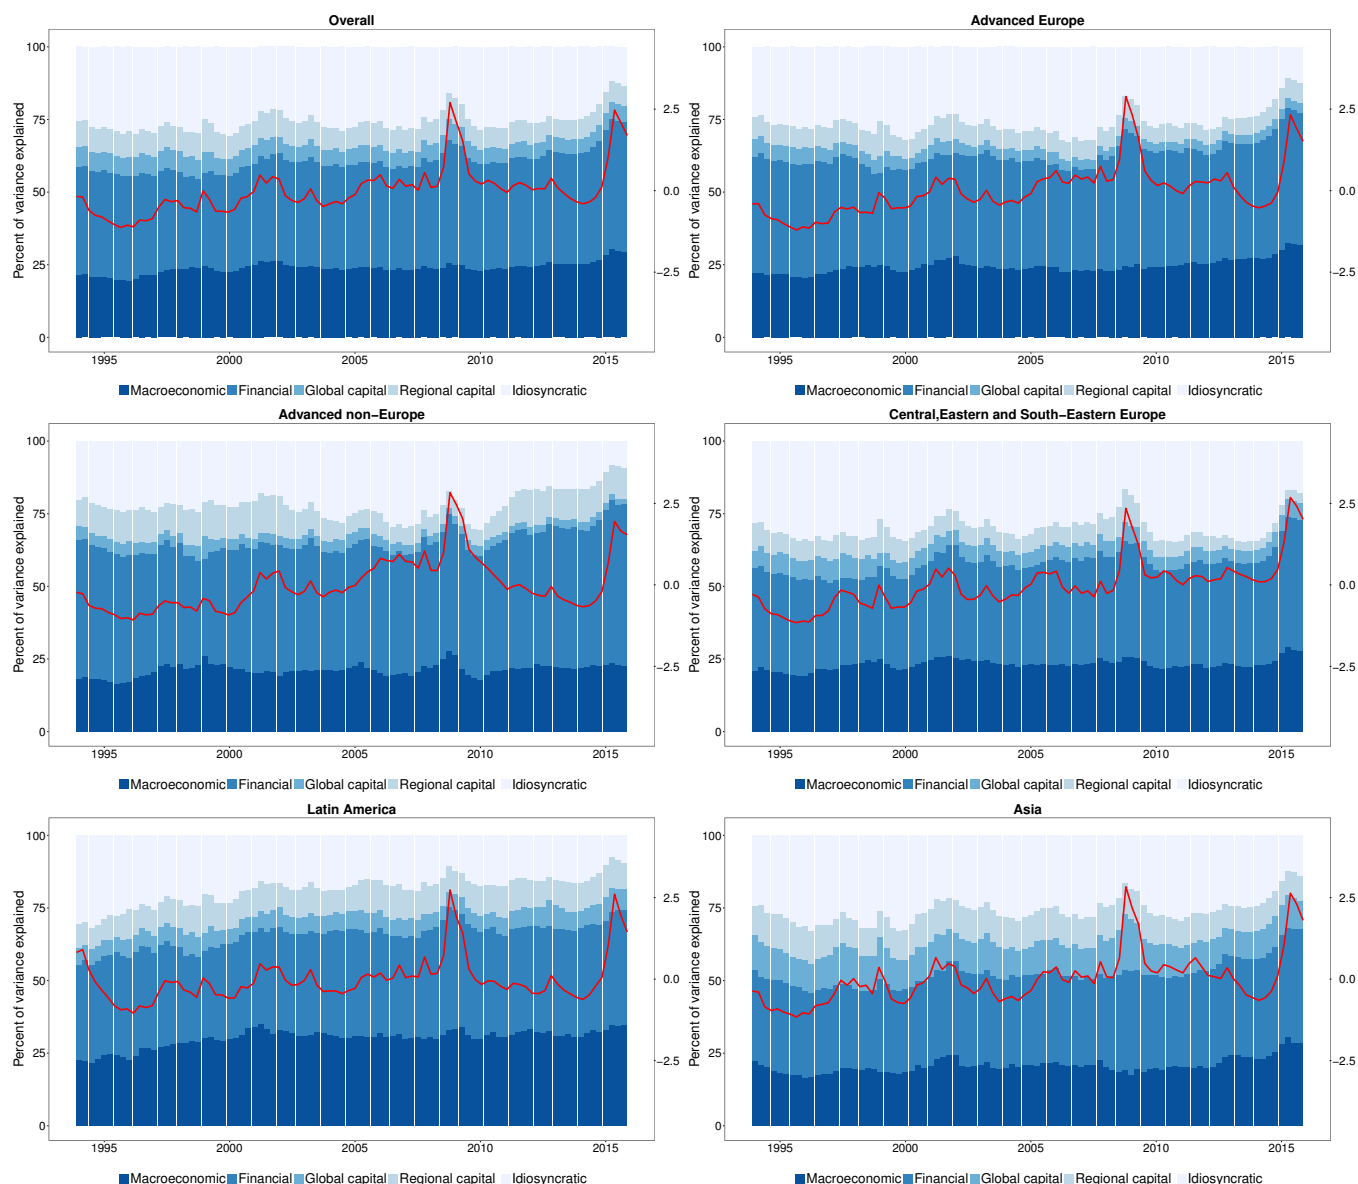 Overall
Percent of variance explained
100
75
50
25
0
2.5
0.0
−2.5
1995 2000 2005 2010 2015
Macroeconomic Financial Global capital Regional capital Idiosyncratic
Advanced Europe
Percent of variance explained
100
75
50
25
0
2.5
0.0
−2.5
1995 2000 2005 2010 2015
Macroeconomic Financial Global capital Regional capital Idiosyncratic
Advanced non−Europe
Percent of variance explained
100
75
50
25
0
2.5
0.0
−2.5
1995 2000 2005 2010 2015
Macroeconomic Financial Global capital Regional capital Idiosyncratic
Central,Eastern and South−Eastern Europe
Percent of variance explained
100
75
50
25
0
2.5
0.0
−2.5
1995 2000 2005 2010 2015
Macroeconomic Financial Global capital Regional capital Idiosyncratic
Latin America
Percent of variance explained
100
75
50
25
0
2.5
0.0
−2.5
1995 2000 2005 2010 2015
Macroeconomic Financial Global capital Regional capital Idiosyncratic
Asia
Percent of variance explained
100
75
50
25
0
2.5
0.0
−2.5
1995 2000 2005 2010 2015
Macroeconomic Financial Global capital Regional capital Idiosyncratic